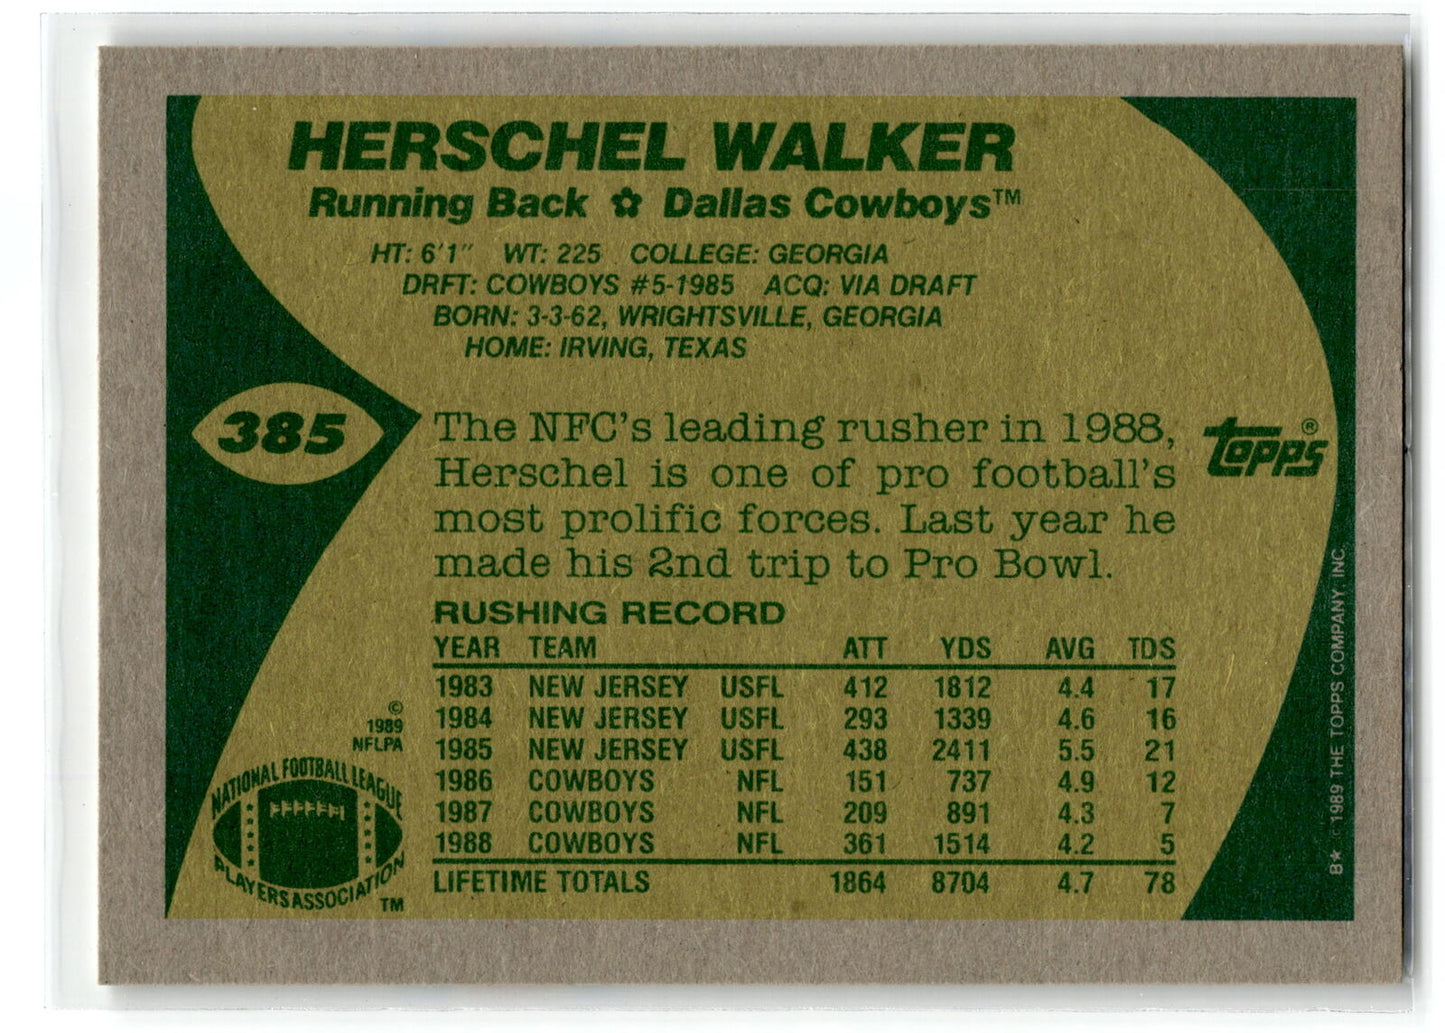 HERSCHEL WALKER
Running Back ✿ Dallas Cowboys™
HT: 6'1" WT: 225 COLLEGE: GEORGIA
DRFT: COWBOYS #5-1985 ACQ: VIA DRAFT
BORN: 3-3-62, WRIGHTSVILLE, GEORGIA
HOME: IRVING, TEXAS
385
The NFC's leading rusher in 1988,
Herschel is one of pro football's
most prolific forces. Last year he
made his 2nd trip to Pro Bowl.
topps®
RUSHING RECORD
YEAR TEAM ATT YDS AVG TDS
1983 NEW JERSEY USFL 412 1812 4.4 17
1984 NEW JERSEY USFL 293 1339 4.6 16
1985 NEW JERSEY USFL 438 2411 5.5 21
1986 COWBOYS NFL 151 737 4.9 12
1987 COWBOYS NFL 209 891 4.3 7
1988 COWBOYS NFL 361 1514 4.2 5
LIFETIME TOTALS 1864 8704 4.7 78
©
1989
NFLPA
NATIONAL FOOTBALL LEAGUE
PLAYERS ASSOCIATION
TM
B★ ©1989 THE TOPPS COMPANY, INC.